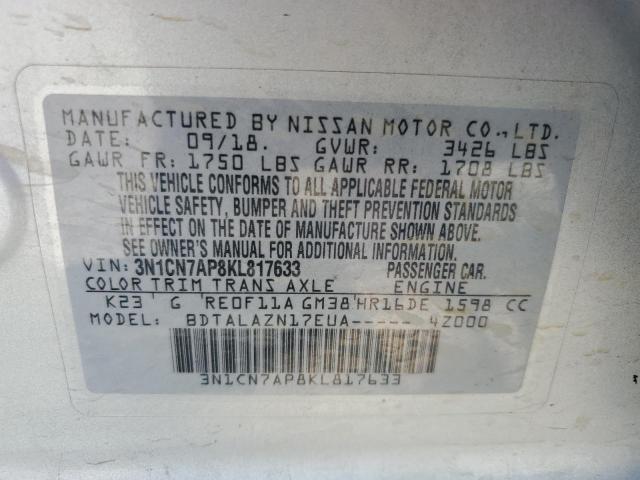 MANUFACTURED BY NISSAN MOTOR CO., LTD.
DATE: 09/18. GVWR: 3426 LBS
GAWR FR: 1750 LBS GAWR RR: 1708 LBS
THIS VEHICLE CONFORMS TO ALL APPLICABLE FEDERAL MOTOR
VEHICLE SAFETY, BUMPER AND THEFT PREVENTION STANDARDS
IN EFFECT ON THE DATE OF MANUFACTURE SHOWN ABOVE.
SEE OWNER'S MANUAL FOR ADDITIONAL INFORMATION.
VIN: 3N1CN7AP8KL817633 PASSENGER CAR.
COLOR TRIM TRANS AXLE ENGINE
K23 G RE0F11A GM38 HR16DE 1598 CC
MODEL: BDTALAZN17EUA----- 4Z000
3N1CN7AP8KL817633